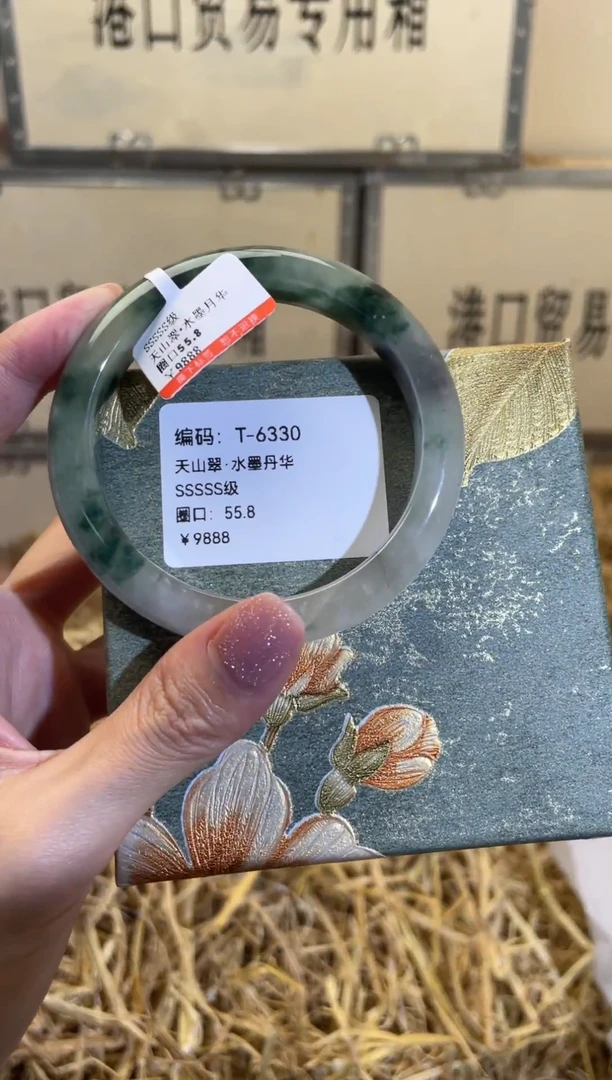 港口贸易专用箱
港口贸易
SSSSS级
天山翠·水墨丹华
圈口55.8
￥9888
编码：T-6330
天山翠·水墨丹华
SSSSS级
圈口：55.8
￥9888